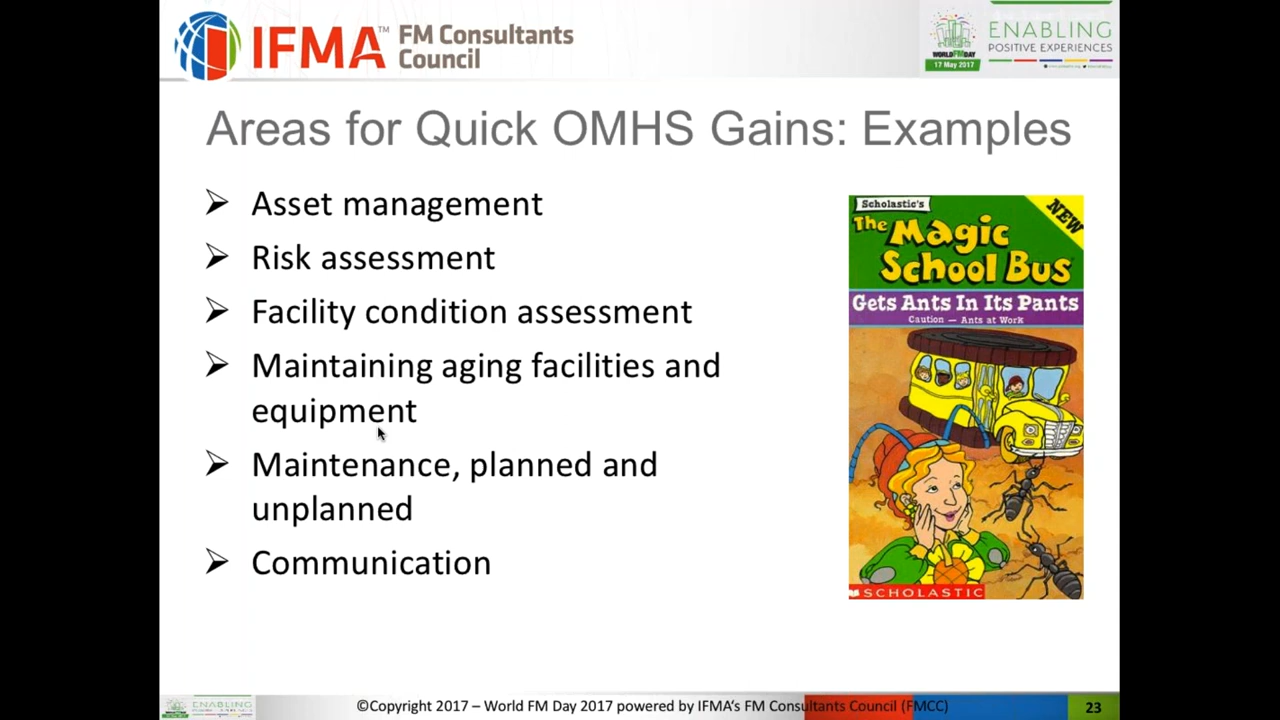 IFMA™ FM Consultants
Council
WORLD FM DAY
17 May 2017
ENABLING
POSITIVE EXPERIENCES
Areas for Quick OMHS Gains: Examples
Asset management
Risk assessment
Facility condition assessment
Maintaining aging facilities and
equipment
Maintenance, planned and
unplanned
Communication
Scholastic's
NEW
The Magic
School Bus
Gets Ants In Its Pants
Caution — Ants at Work
SCHOLASTIC
ENABLING
©Copyright 2017 – World FM Day 2017 powered by IFMA's FM Consultants Council (FMCC)
23